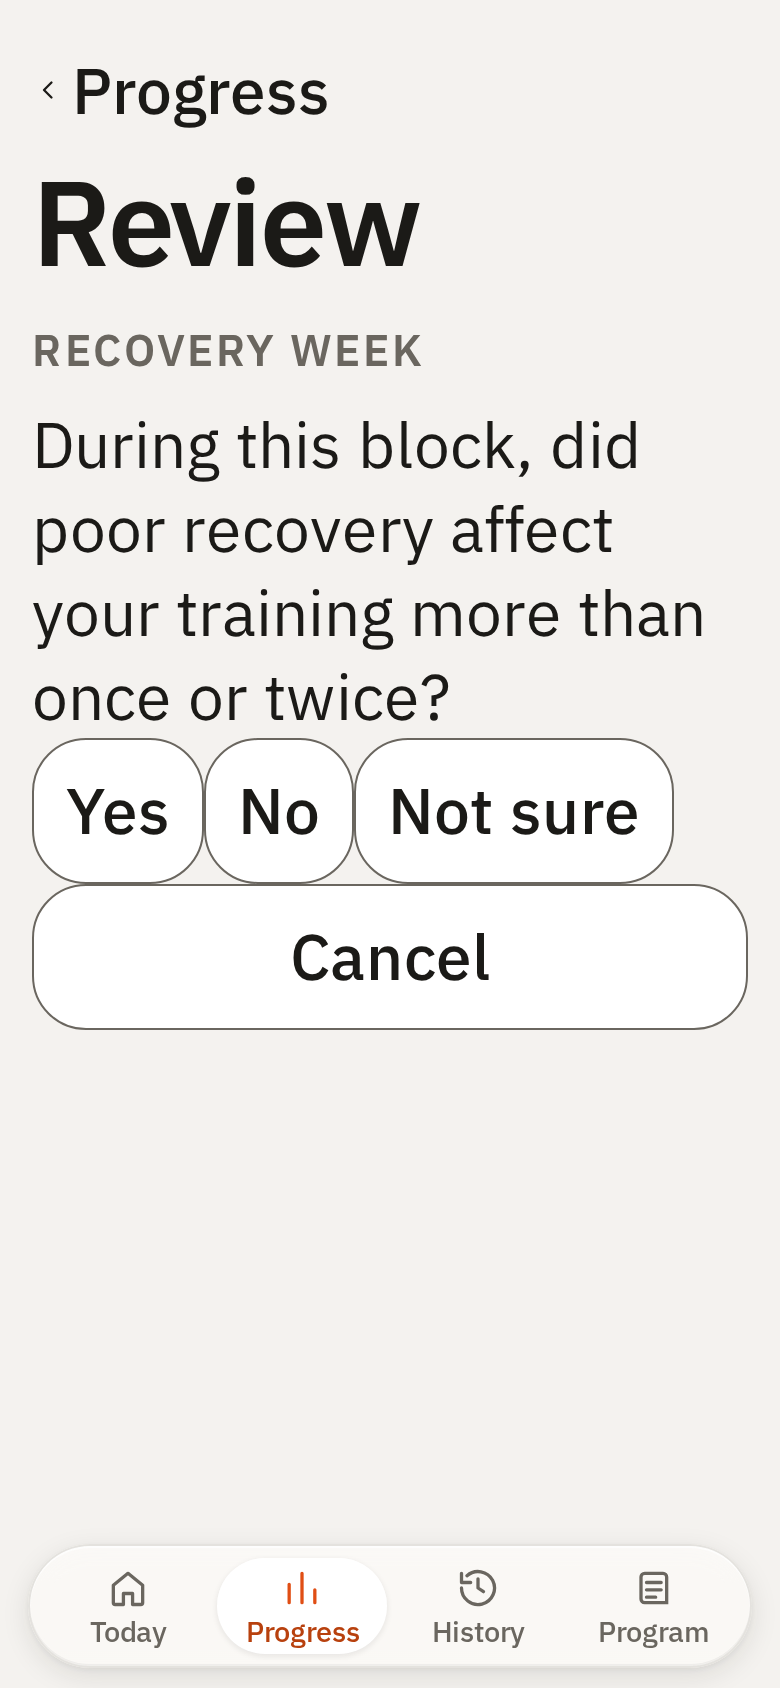 Progress
Review
RECOVERY WEEK
During this block, did
poor recovery affect
your training more than
once or twice?
Yes No Not sure
Cancel
Today Progress History Program